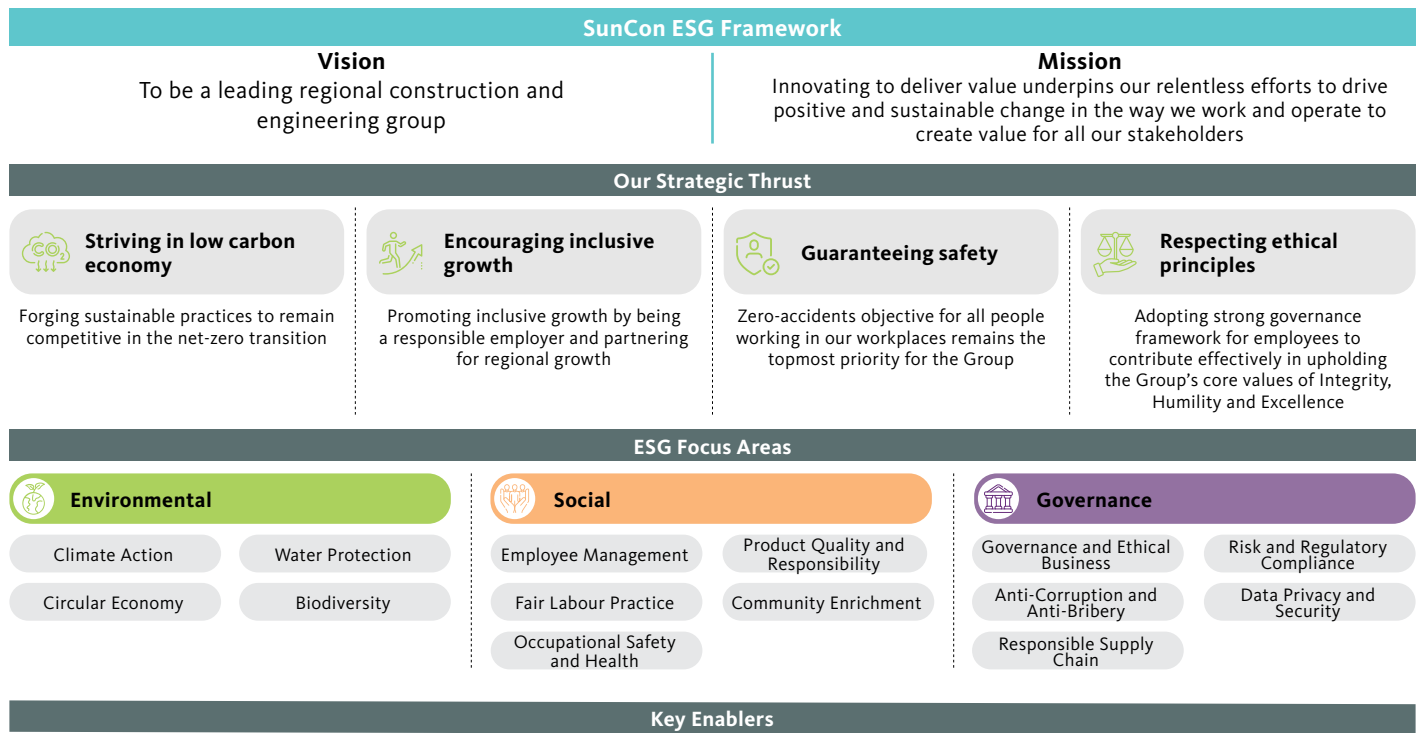 SunCon ESG Framework
Vision
To be a leading regional construction and
engineering group
Mission
Innovating to deliver value underpins our relentless efforts to drive
positive and sustainable change in the way we work and operate to
create value for all our stakeholders
Our Strategic Thrust
CO2
Striving in low carbon
economy
Forging sustainable practices to remain
competitive in the net-zero transition
Encouraging inclusive
growth
Promoting inclusive growth by being
a responsible employer and partnering
for regional growth
Guaranteeing safety
Zero-accidents objective for all people
working in our workplaces remains the
topmost priority for the Group
Respecting ethical
principles
Adopting strong governance
framework for employees to
contribute effectively in upholding
the Group's core values of Integrity,
Humility and Excellence
ESG Focus Areas
Environmental
Climate Action
Water Protection
Circular Economy
Biodiversity
Social
Employee Management
Product Quality and
Responsibility
Fair Labour Practice
Community Enrichment
Occupational Safety
and Health
Governance
Governance and Ethical
Business
Risk and Regulatory
Compliance
Anti-Corruption and
Anti-Bribery
Data Privacy and
Security
Responsible Supply
Chain
Key Enablers